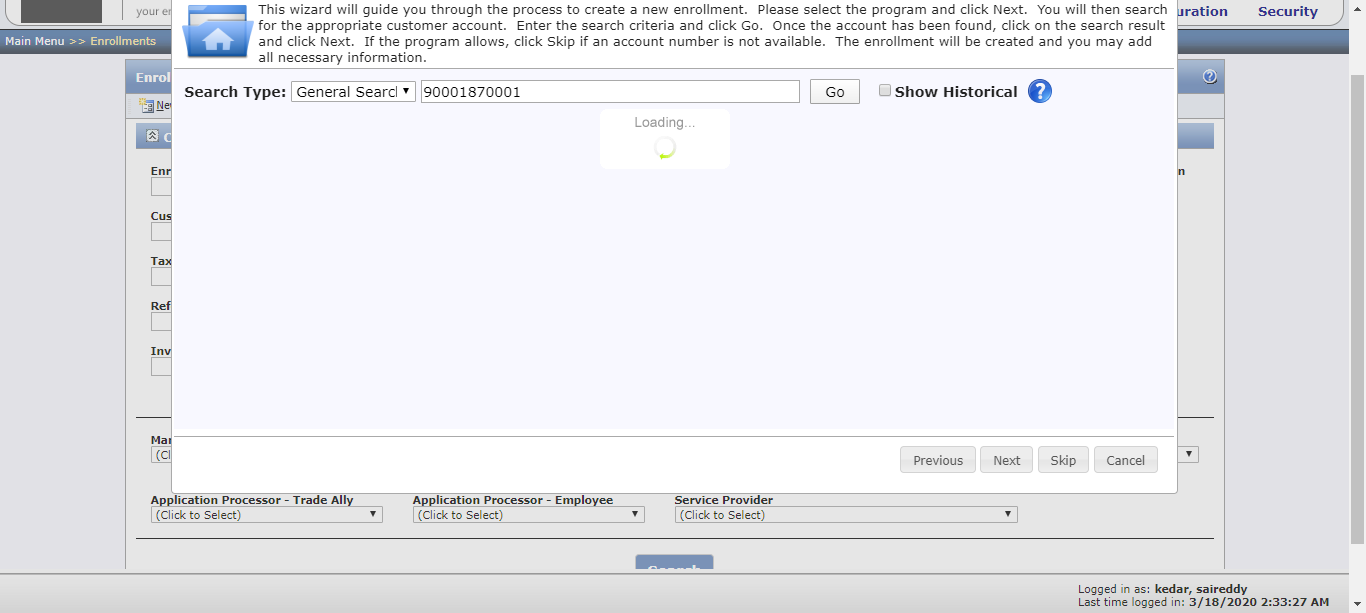 your er
This wizard will guide you through the process to create a new enrollment. Please select the program and click Next. You will then search
for the appropriate customer account. Enter the search criteria and click Go. Once the account has been found, click on the search result
and click Next. If the program allows, click Skip if an account number is not available. The enrollment will be created and you may add
all necessary information.
uration Security
Main Menu >> Enrollments
Enrol
Search Type: General Search 90001870001 Go Show Historical ?
Nev
Loading...
C
Enr
n
Cus
Tax
Ref
Inv
Mar
(Cl
Previous Next Skip Cancel
Application Processor - Trade Ally Application Processor - Employee Service Provider
(Click to Select) (Click to Select) (Click to Select)
Search
Logged in as: kedar, saireddy
Last time logged in: 3/18/2020 2:33:27 AM